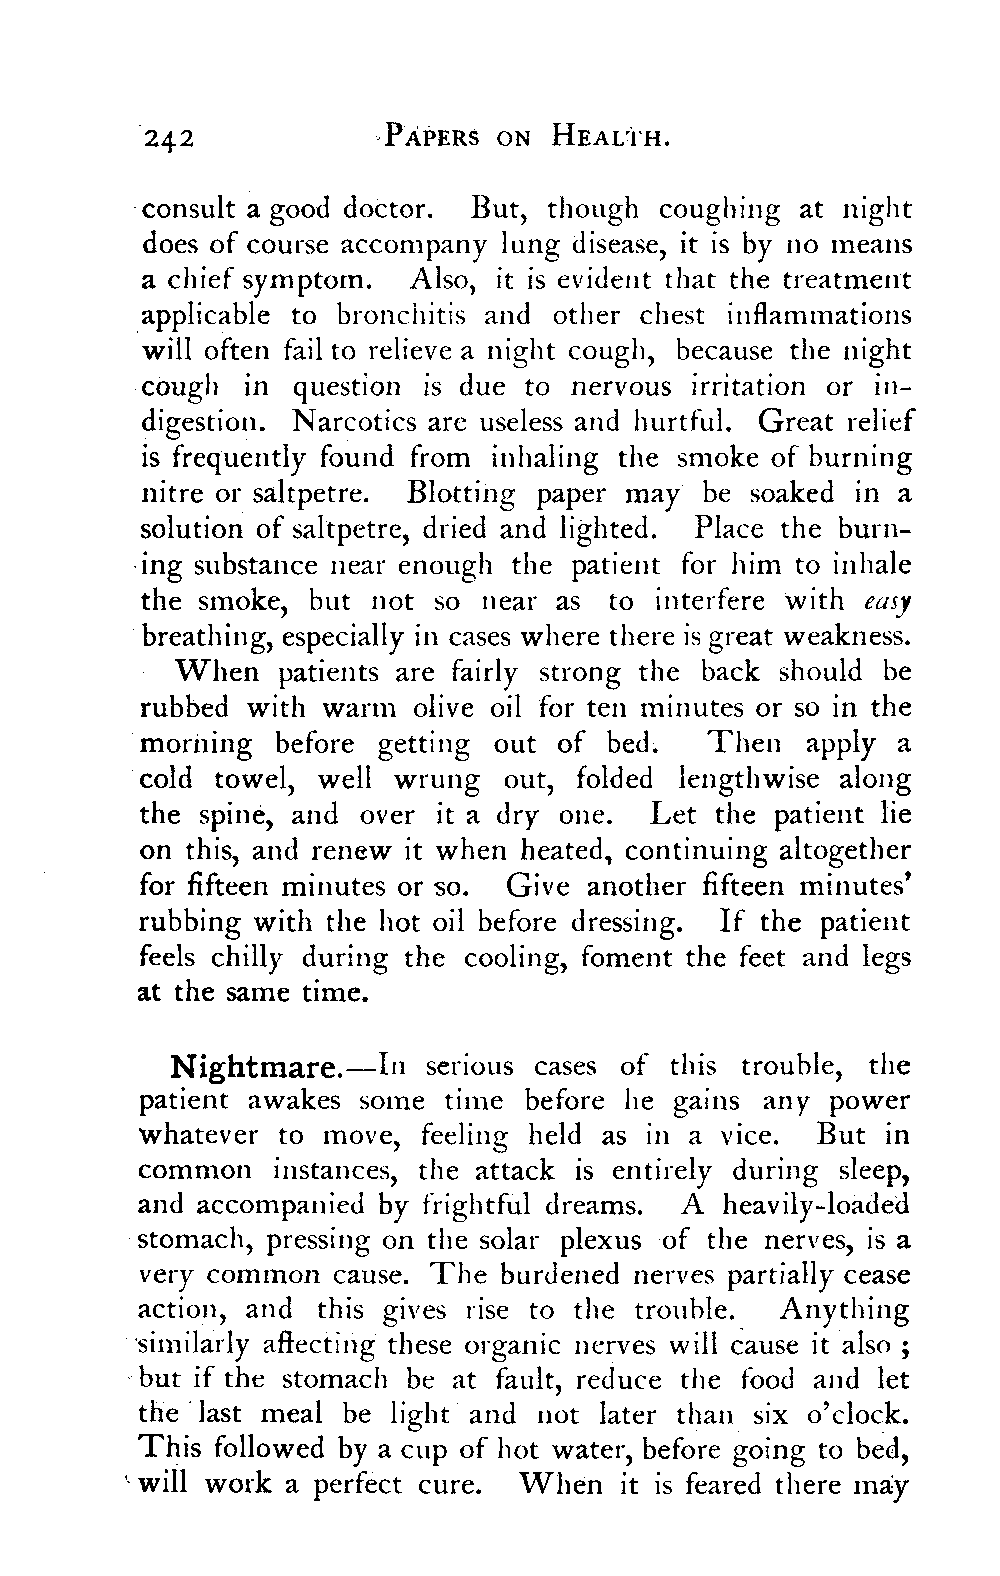 242 PAPERS ON HEALTH.
consult a good doctor. But, though coughing at night
does of course accompany lung disease, it is by no means
a chief symptom. Also, it is evident that the treatment
applicable to bronchitis and other chest inflammations
will often fail to relieve a night cough, because the night
cough in question is due to nervous irritation or in-
digestion. Narcotics are useless and hurtful. Great relief
is frequently found from inhaling the smoke of burning
nitre or saltpetre. Blotting paper may be soaked in a
solution of saltpetre, dried and lighted. Place the burn-
ing substance near enough the patient for him to inhale
the smoke, but not so near as to interfere with easy
breathing, especially in cases where there is great weakness.
When patients are fairly strong the back should be
rubbed with warm olive oil for ten minutes or so in the
morning before getting out of bed. Then apply a
cold towel, well wrung out, folded lengthwise along
the spine, and over it a dry one. Let the patient lie
on this, and renew it when heated, continuing altogether
for fifteen minutes or so. Give another fifteen minutes'
rubbing with the hot oil before dressing. If the patient
feels chilly during the cooling, foment the feet and legs
at the same time.
Nightmare.—In serious cases of this trouble, the
patient awakes some time before he gains any power
whatever to move, feeling held as in a vice. But in
common instances, the attack is entirely during sleep,
and accompanied by frightful dreams. A heavily-loaded
stomach, pressing on the solar plexus of the nerves, is a
very common cause. The burdened nerves partially cease
action, and this gives rise to the trouble. Anything
similarly affecting these organic nerves will cause it also ;
but if the stomach be at fault, reduce the food and let
the last meal be light and not later than six o'clock.
This followed by a cup of hot water, before going to bed,
will work a perfect cure. When it is feared there may